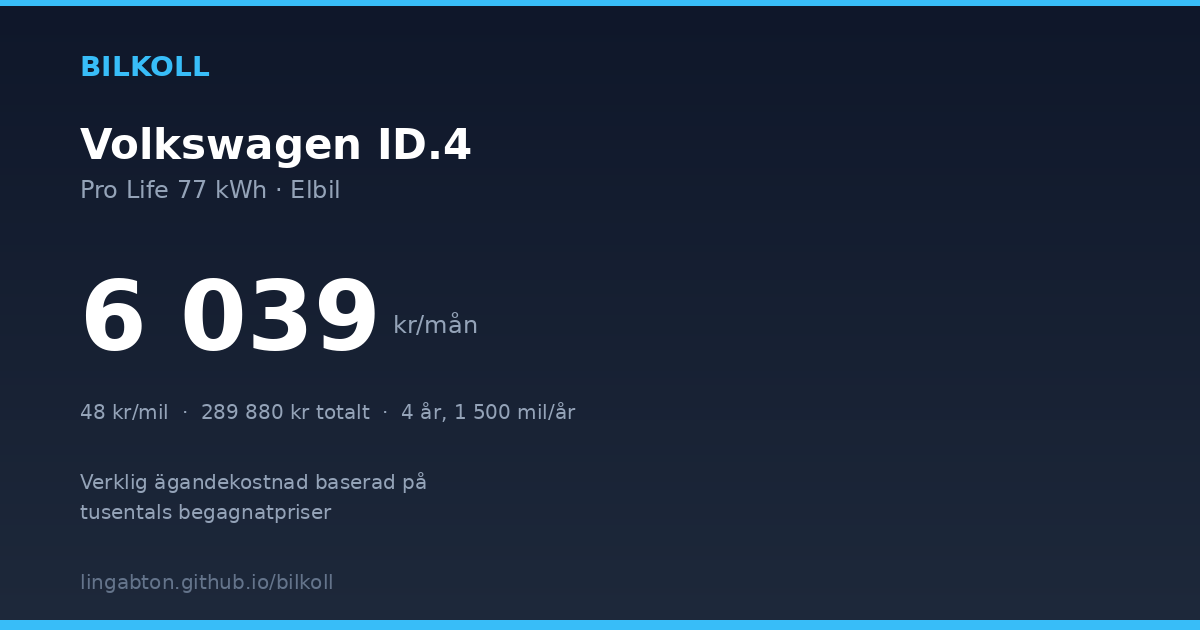 BILKOLL
Volkswagen ID.4
Pro Life 77 kWh · Elbil
6 039 kr/mån
48 kr/mil · 289 880 kr totalt · 4 år, 1 500 mil/år
Verklig ägandekostnad baserad på
tusentals begagnatpriser
lingabton.github.io/bilkoll